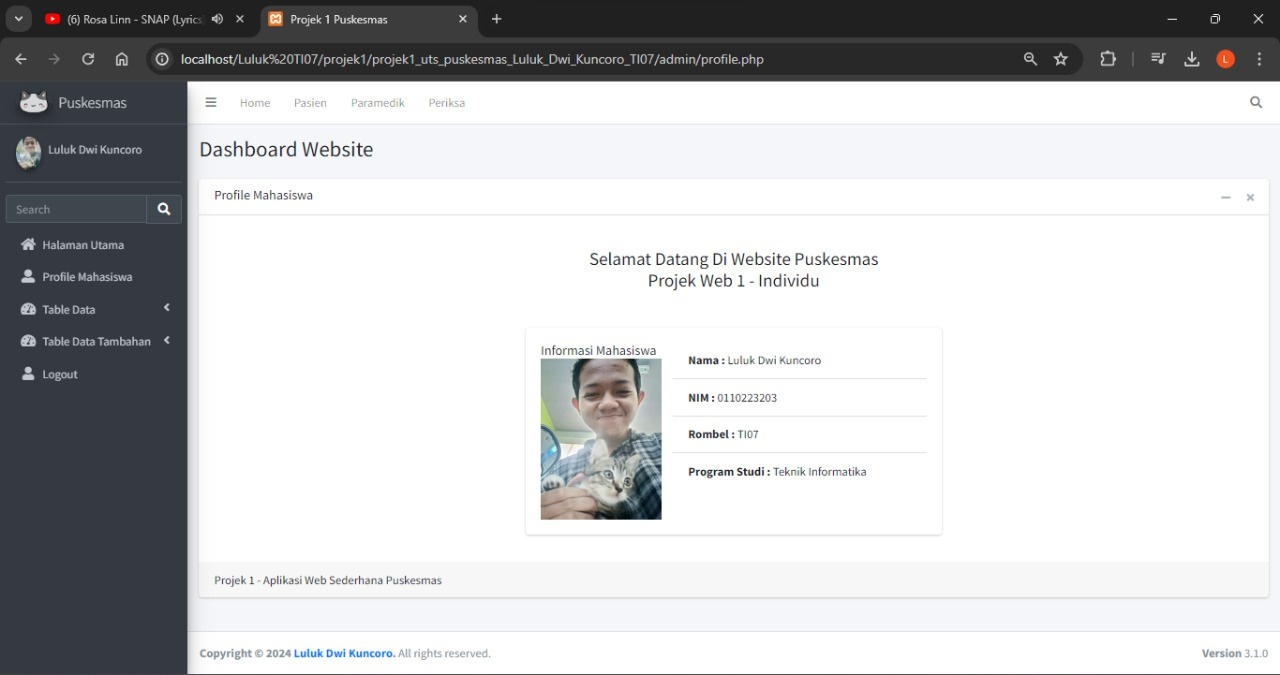 (6) Rosa Linn - SNAP (Lyrics
Projek 1 Puskesmas
localhost/Luluk%20TI07/projek1/projek1_uts_puskesmas_Luluk_Dwi_Kuncoro_TI07/admin/profile.php
L
Puskesmas
Home Pasien Paramedik Periksa
Luluk Dwi Kuncoro
Search
Halaman Utama
Profile Mahasiswa
Table Data
Table Data Tambahan
Logout
Dashboard Website
Profile Mahasiswa
Selamat Datang Di Website Puskesmas
Projek Web 1 - Individu
Informasi Mahasiswa
Nama : Luluk Dwi Kuncoro
NIM : 0110223203
Rombel : TI07
Program Studi : Teknik Informatika
Projek 1 - Aplikasi Web Sederhana Puskesmas
Copyright © 2024 Luluk Dwi Kuncoro. All rights reserved.
Version 3.1.0